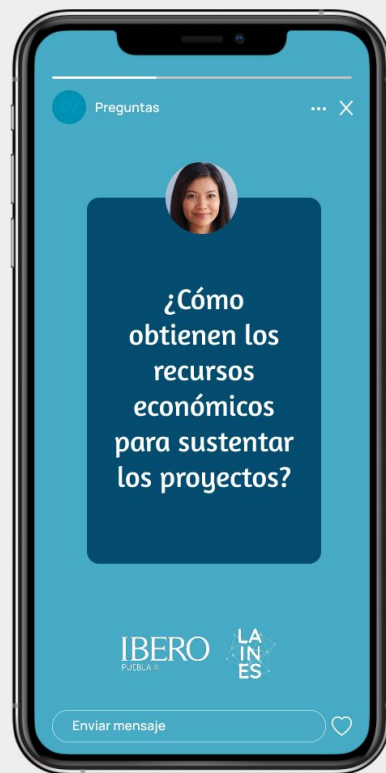 Preguntas
¿Cómo
obtienen los
recursos
económicos
para sustentar
los proyectos?
IBERO
PUEBLA
LA
IN
ES
Enviar mensaje